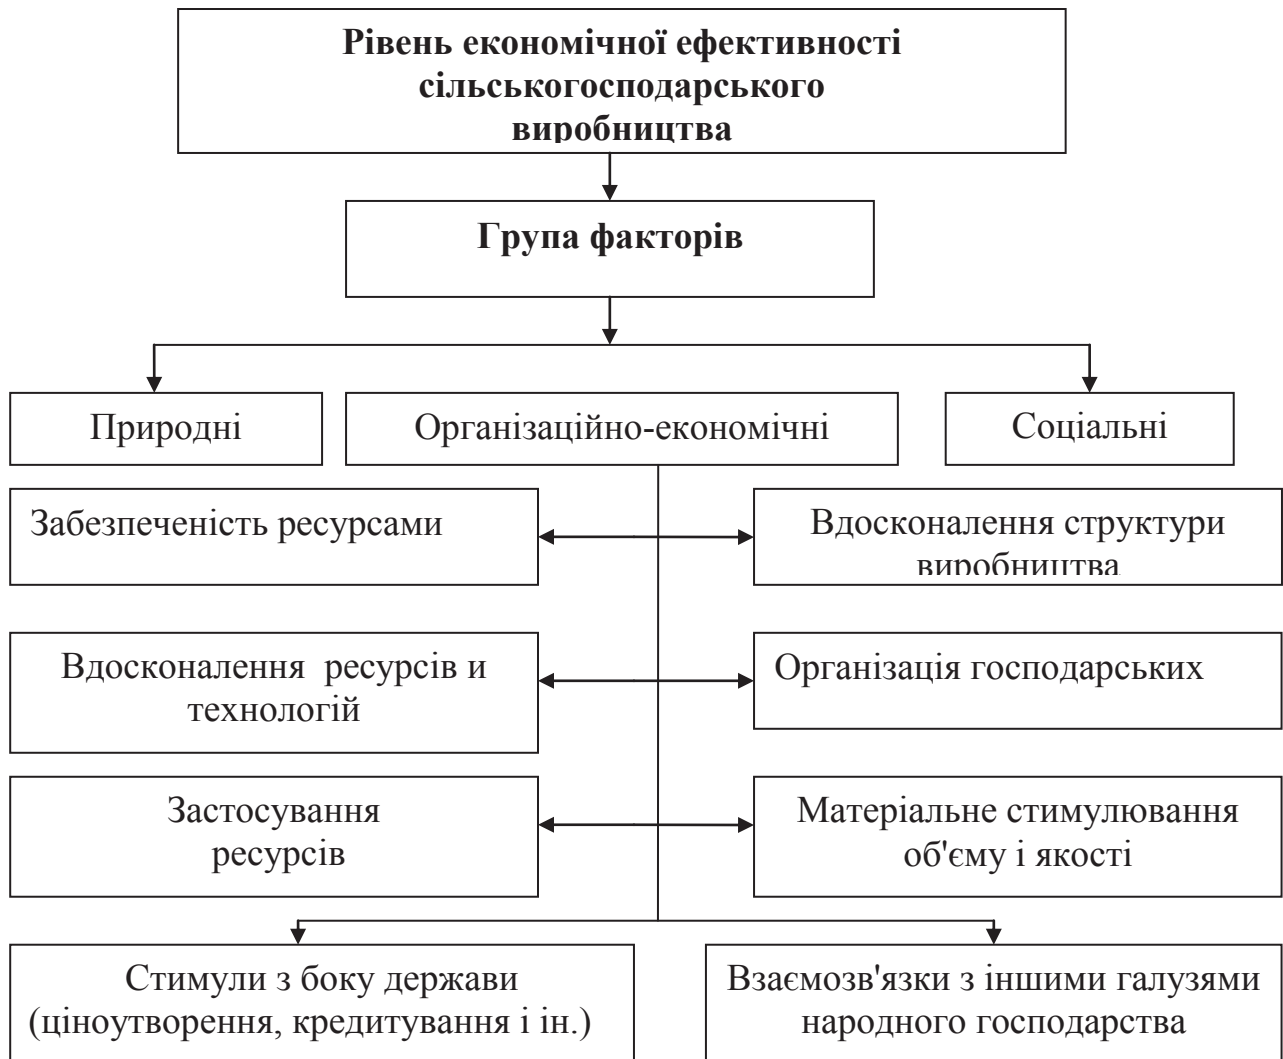 Рівень економічної ефективності
сільськогосподарського
виробництва
Група факторів
Природні
Організаційно-економічні
Соціальні
Забезпеченість ресурсами
Вдосконалення структури
виробництва
Вдосконалення ресурсів и
технологій
Організація господарських
Застосування
ресурсів
Матеріальне стимулювання
об'єму і якості
Стимули з боку держави
(ціноутворення, кредитування і ін.)
Взаємозв'язки з іншими галузями
народного господарства